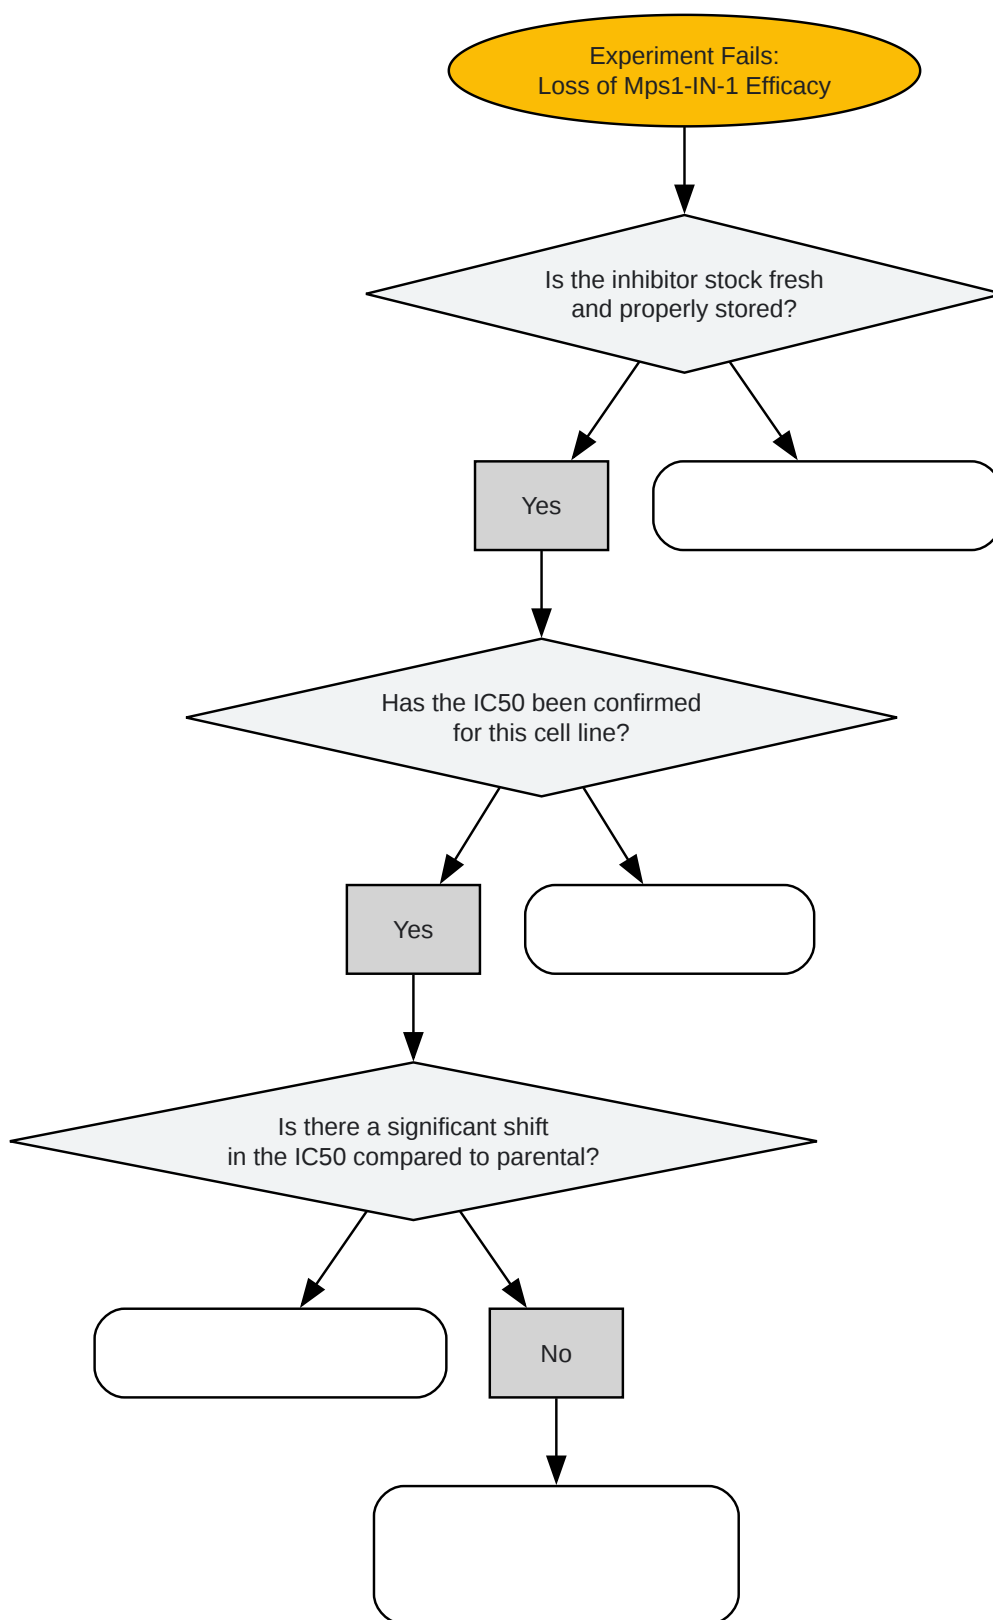 Experiment Fails:
Loss of Mps1-IN-1 Efficacy
Is the inhibitor stock fresh
and properly stored?
Yes
Has the IC50 been confirmed
for this cell line?
Yes
Is there a significant shift
in the IC50 compared to parental?
No